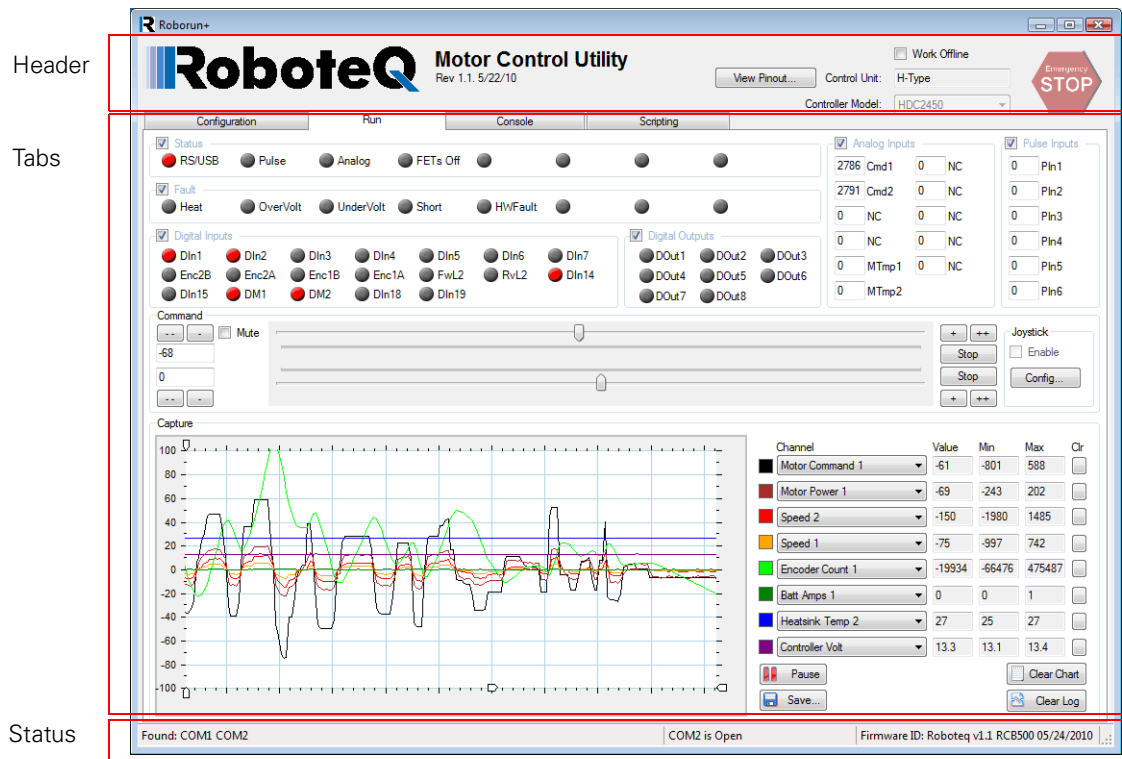 Roborun+
Header
RoboteQ
Motor Control Utility
Rev 1.1. 5/22/10
View Pinout...
Work Offline
Control Unit: H-Type
Controller Model: HDC2450
Emergency
STOP
Tabs
Configuration Run Console Scripting
Status
RS/USB Pulse Analog FETs Off
Fault
Heat OverVolt UnderVolt Short HWFault
Digital Inputs
DIn1 DIn2 DIn3 DIn4 DIn5 DIn6 DIn7
Enc2B Enc2A Enc1B Enc1A FwL2 RvL2 DIn14
DIn15 DM1 DM2 DIn18 DIn19
Digital Outputs
DOut1 DOut2 DOut3
DOut4 DOut5 DOut6
DOut7 DOut8
Analog Inputs
2786 Cmd1 0 NC
2791 Cmd2 0 NC
0 NC 0 NC
0 NC 0 NC
0 MTmp1 0 NC
0 MTmp2
Pulse Inputs
0 PIn1
0 PIn2
0 PIn3
0 PIn4
0 PIn5
0 PIn6
Command
-- - Mute
-68
0
-- -
+ ++
Stop
Stop
+ ++
Joystick
Enable
Config...
Capture
100
80
60
40
20
0
-20
-40
-60
-80
-100
Channel Value Min Max Clr
Motor Command 1 -61 -801 588
Motor Power 1 -69 -243 202
Speed 2 -150 -1980 1485
Speed 1 -75 -997 742
Encoder Count 1 -19934 -66476 475487
Batt Amps 1 0 0 1
Heatsink Temp 2 27 25 27
Controller Volt 13.3 13.1 13.4
Pause Clear Chart
Save... Clear Log
Status
Found: COM1 COM2 COM2 is Open Firmware ID: Roboteq v1.1 RCB500 05/24/2010